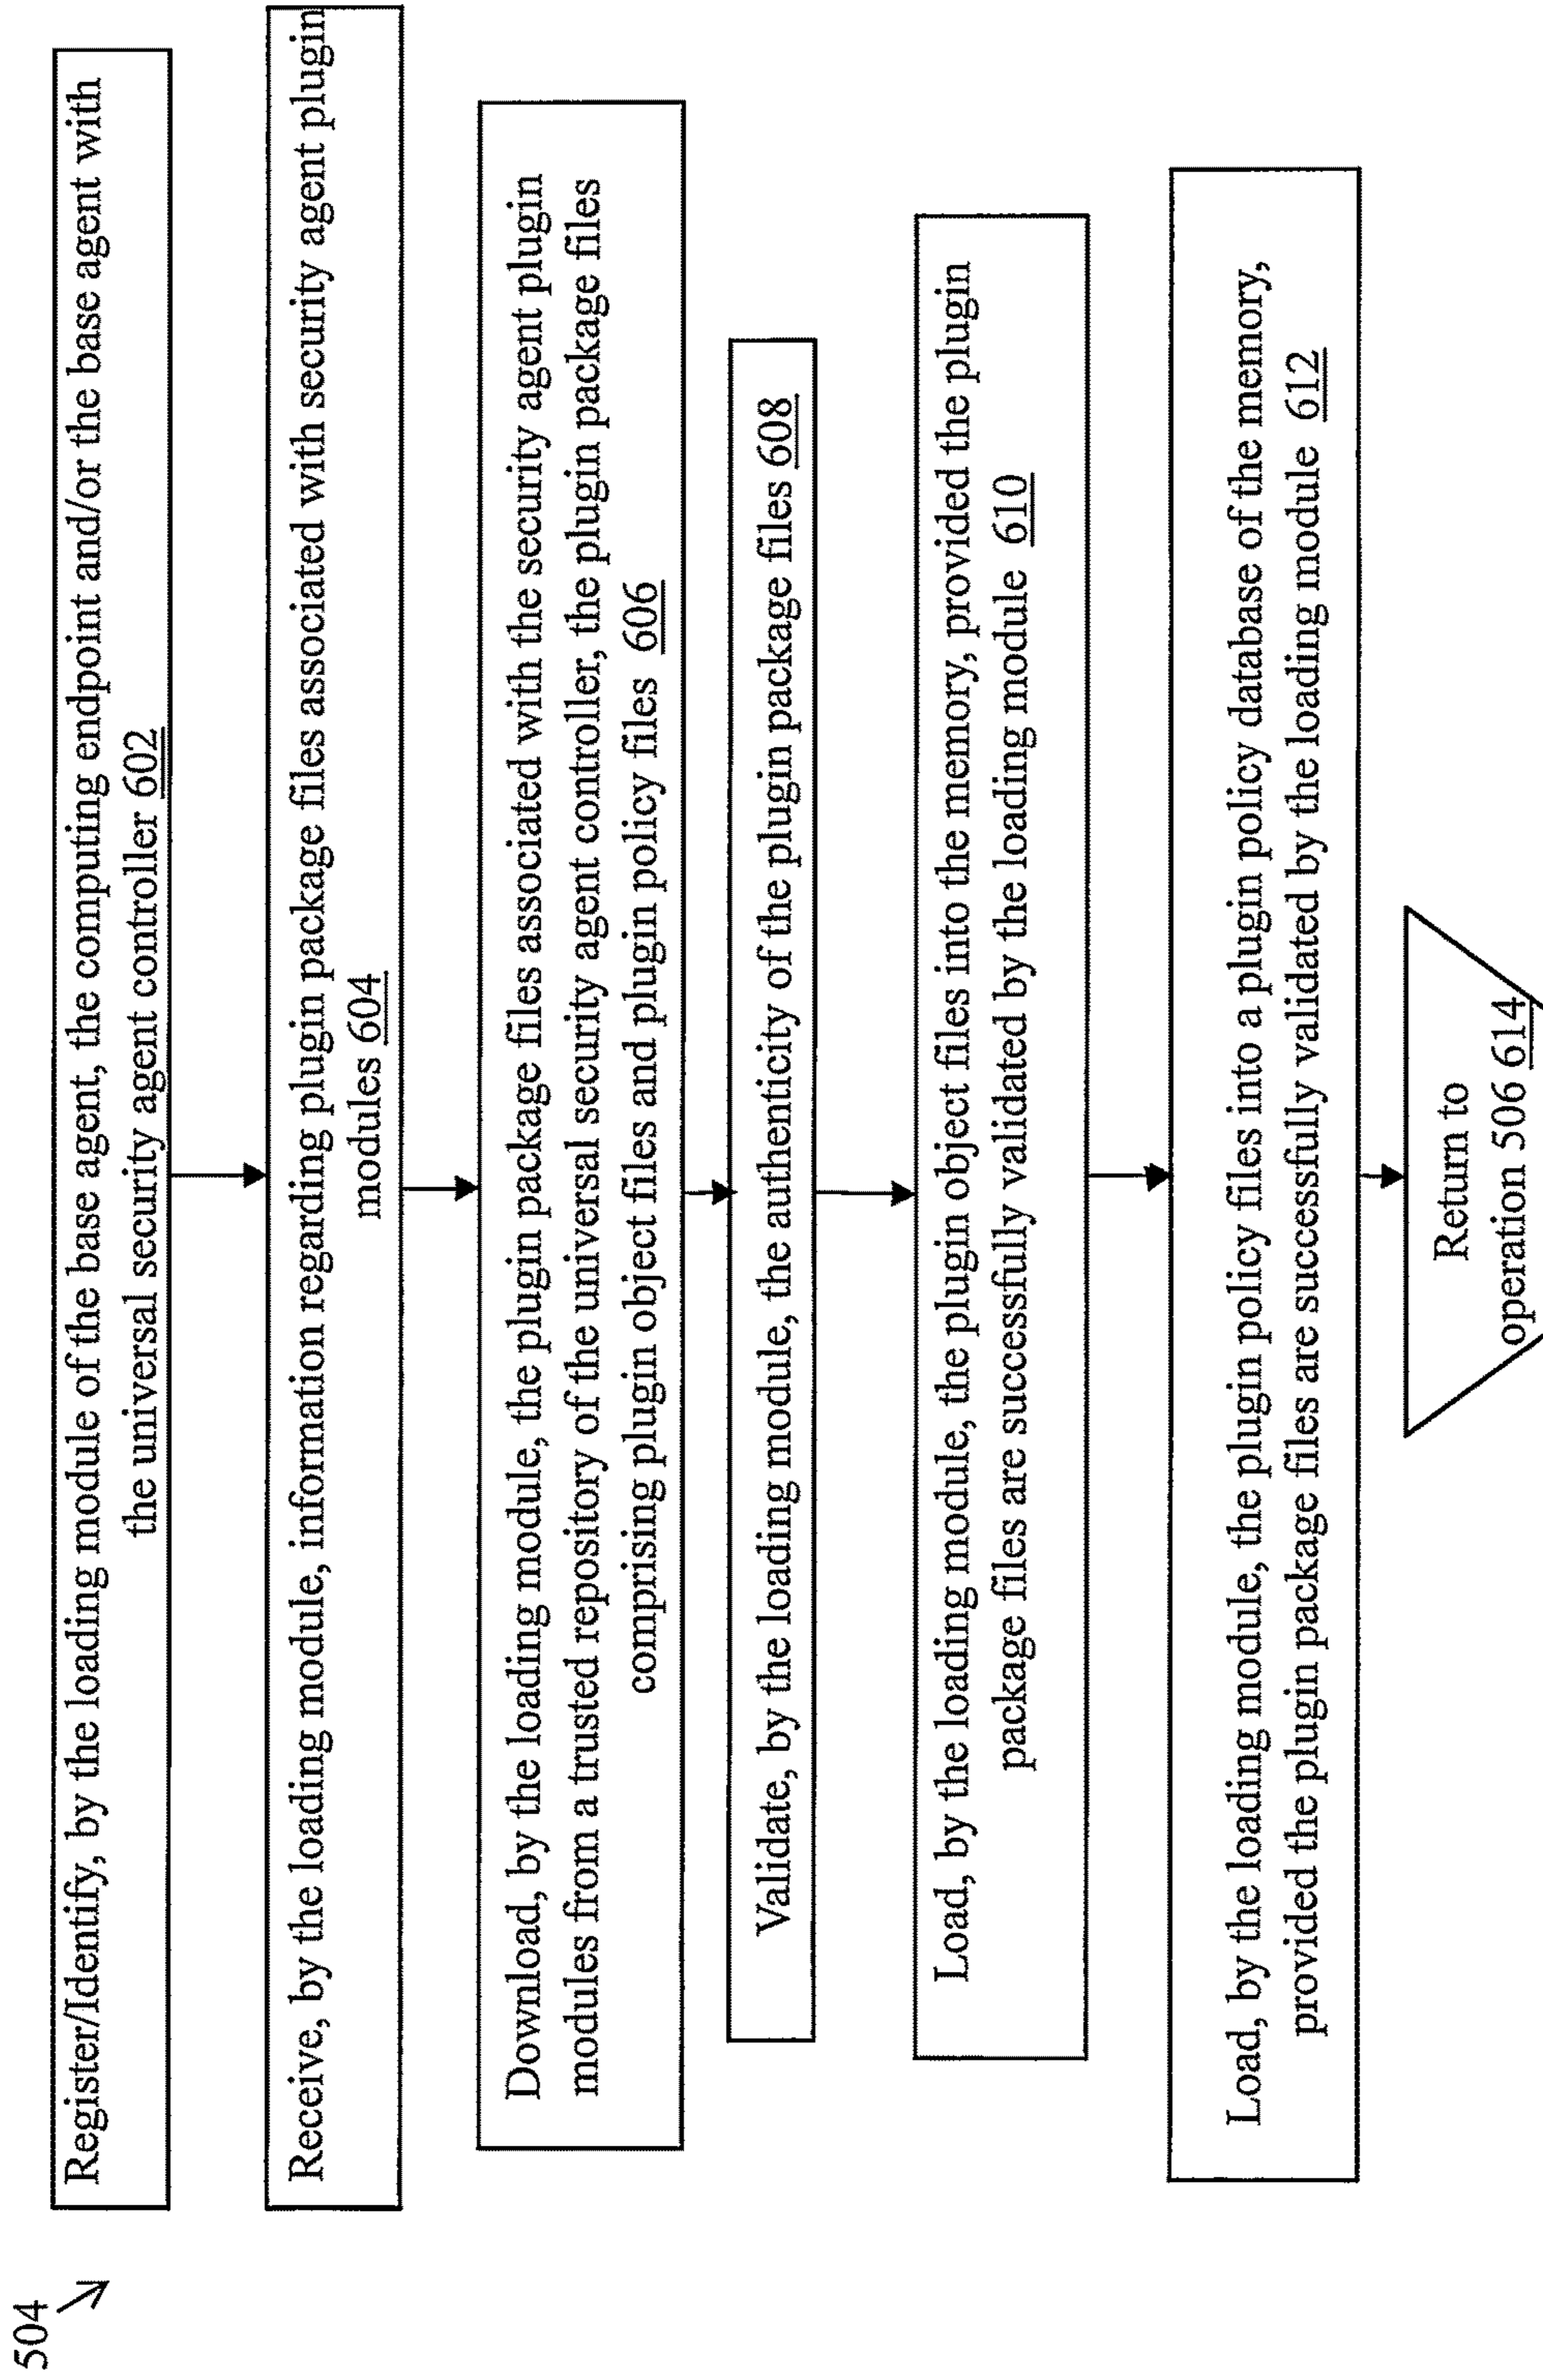 504
Register/Identify, by the loading module of the base agent, the computing endpoint and/or the base agent with
the universal security agent controller 602
Receive, by the loading module, information regarding plugin package files associated with security agent plugin
modules 604
Download, by the loading module, the plugin package files associated with the security agent plugin
modules from a trusted repository of the universal security agent controller, the plugin package files
comprising plugin object files and plugin policy files 606
Validate, by the loading module, the authenticity of the plugin package files 608
Load, by the loading module, the plugin object files into the memory, provided the plugin
package files are successfully validated by the loading module 610
Load, by the loading module, the plugin policy files into a plugin policy database of the memory,
provided the plugin package files are successfully validated by the loading module 612
Return to
operation 506 614